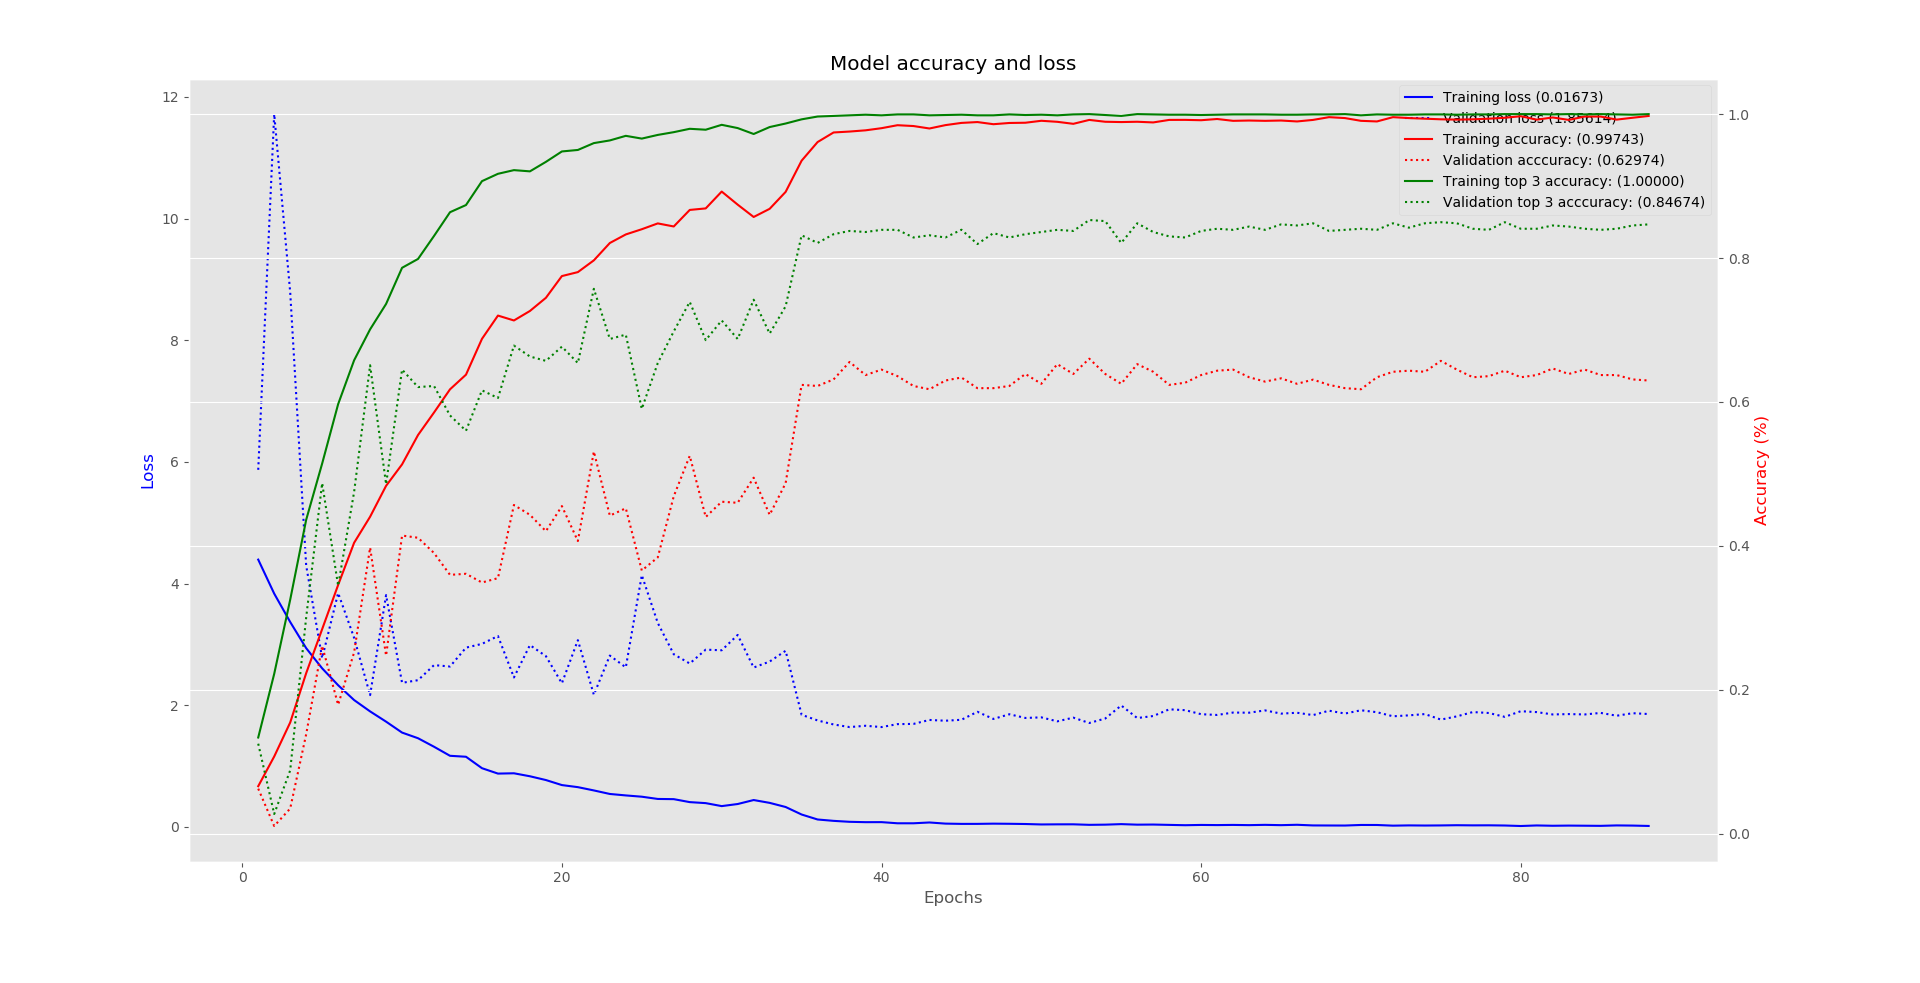 Model accuracy and loss
12
10
8
6
4
2
0
Loss
Training loss (0.01673)
Validation loss (1.85614)
Training accuracy: (0.99743)
Validation acccuracy: (0.62974)
Training top 3 accuracy: (1.00000)
Validation top 3 acccuracy: (0.84674)
1.0
0.8
0.6
0.4
0.2
0.0
Accuracy (%)
0 20 40 60 80
Epochs